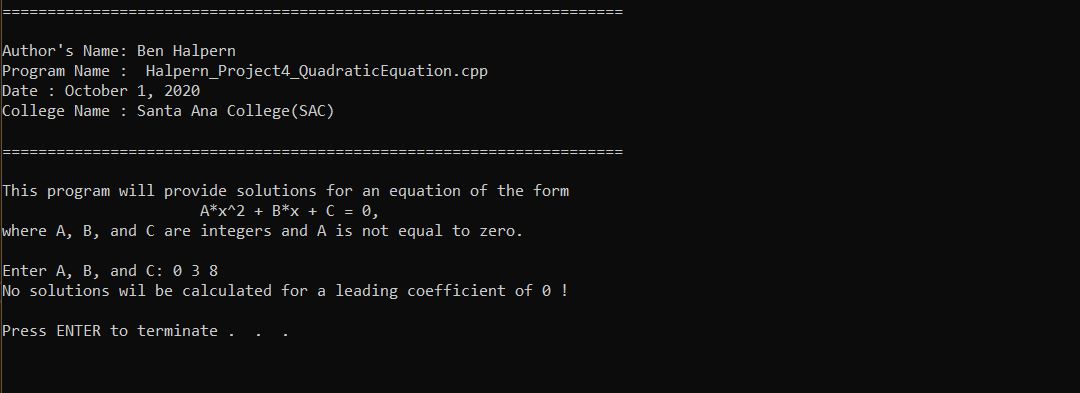 =====================================================================
Author's Name: Ben Halpern
Program Name :  Halpern_Project4_QuadraticEquation.cpp
Date : October 1, 2020
College Name : Santa Ana College(SAC)
=====================================================================
This program will provide solutions for an equation of the form
A*x^2 + B*x + C = 0,
where A, B, and C are integers and A is not equal to zero.
Enter A, B, and C: 0 3 8
No solutions wil be calculated for a leading coefficient of 0 !
Press ENTER to terminate .  .  .